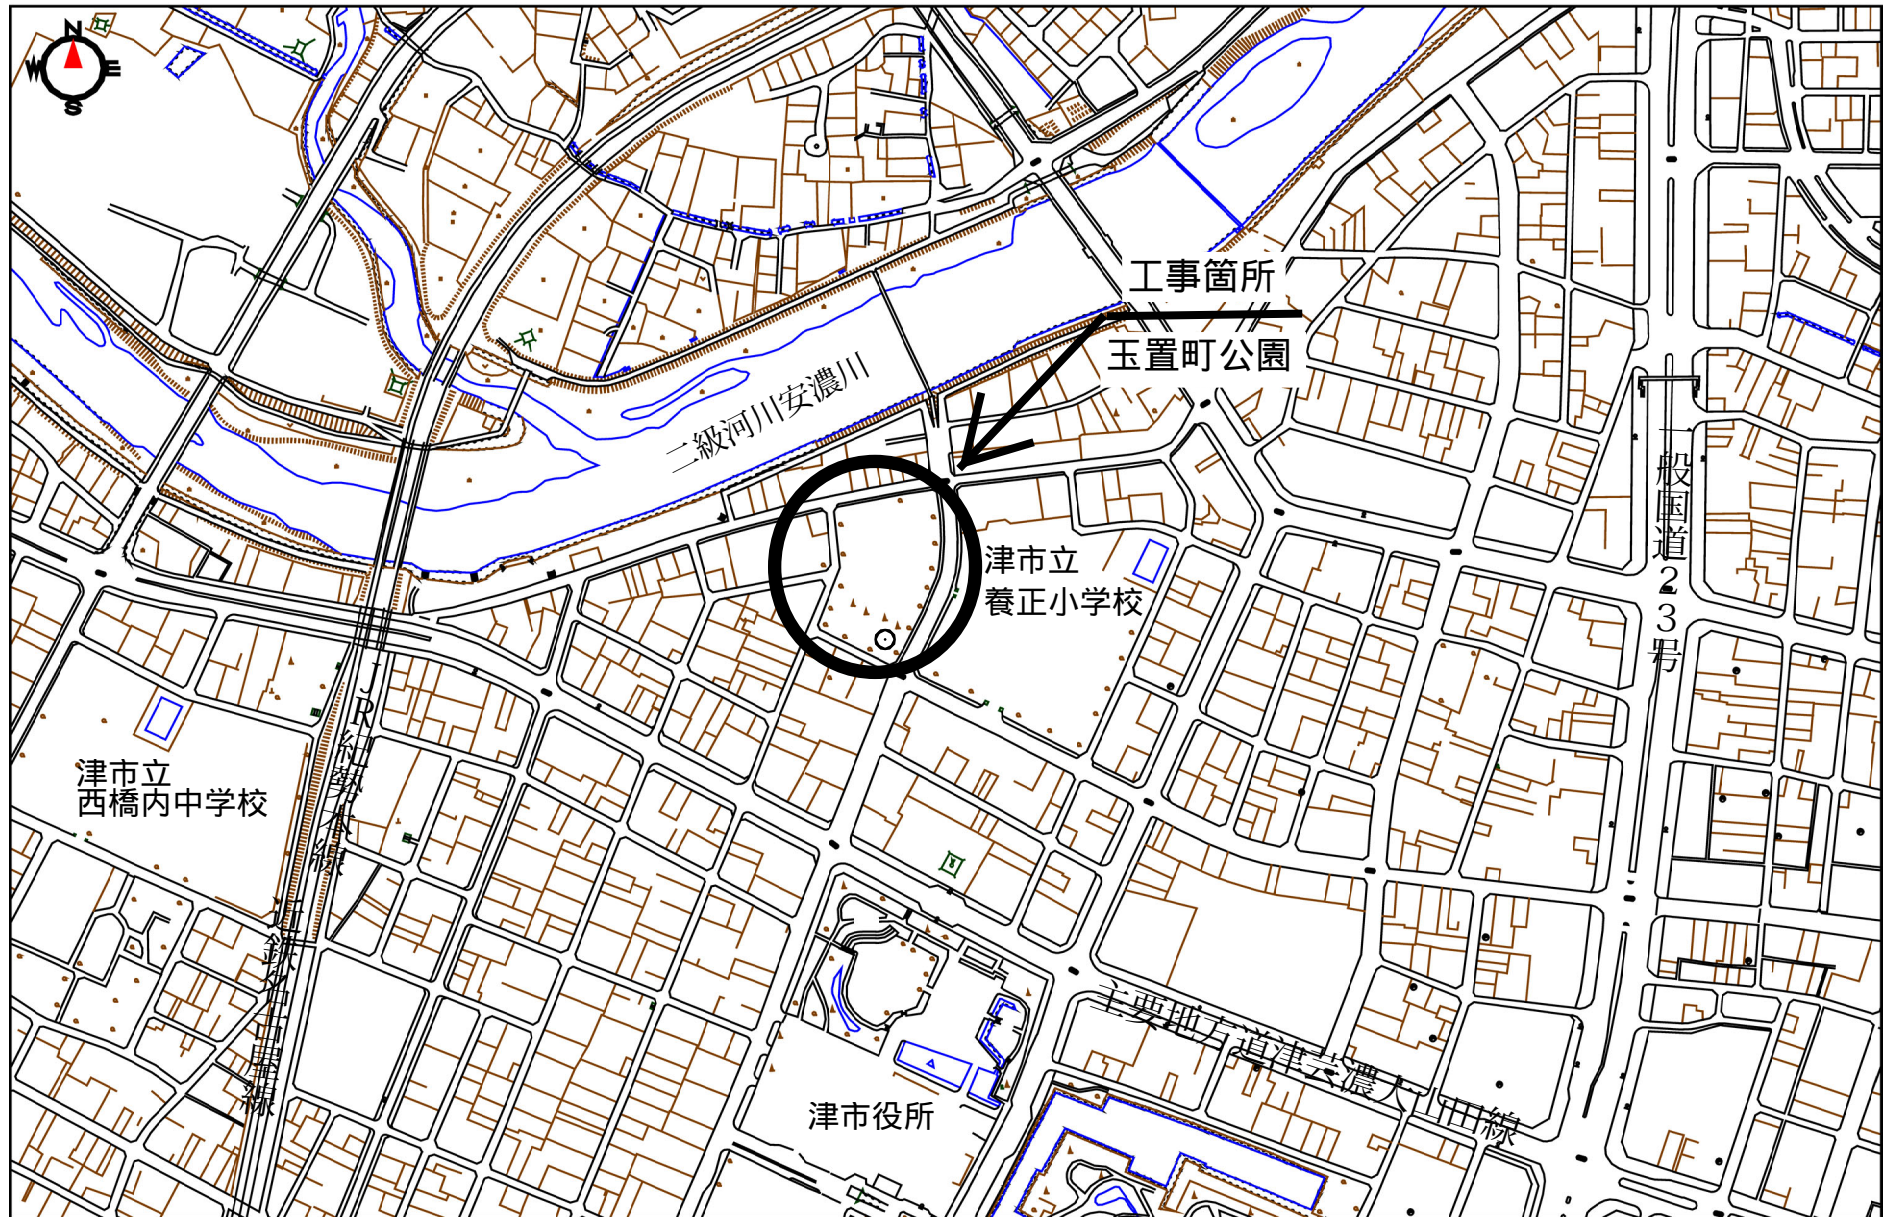 N
W
E
S
工事箇所
玉置町公園
二級河川安濃川
一般国道23号
津市立
養正小学校
JR紀勢本線
津市立
西橋内中学校
近鉄名古屋線
主要地方道津芸濃大山田線
津市役所